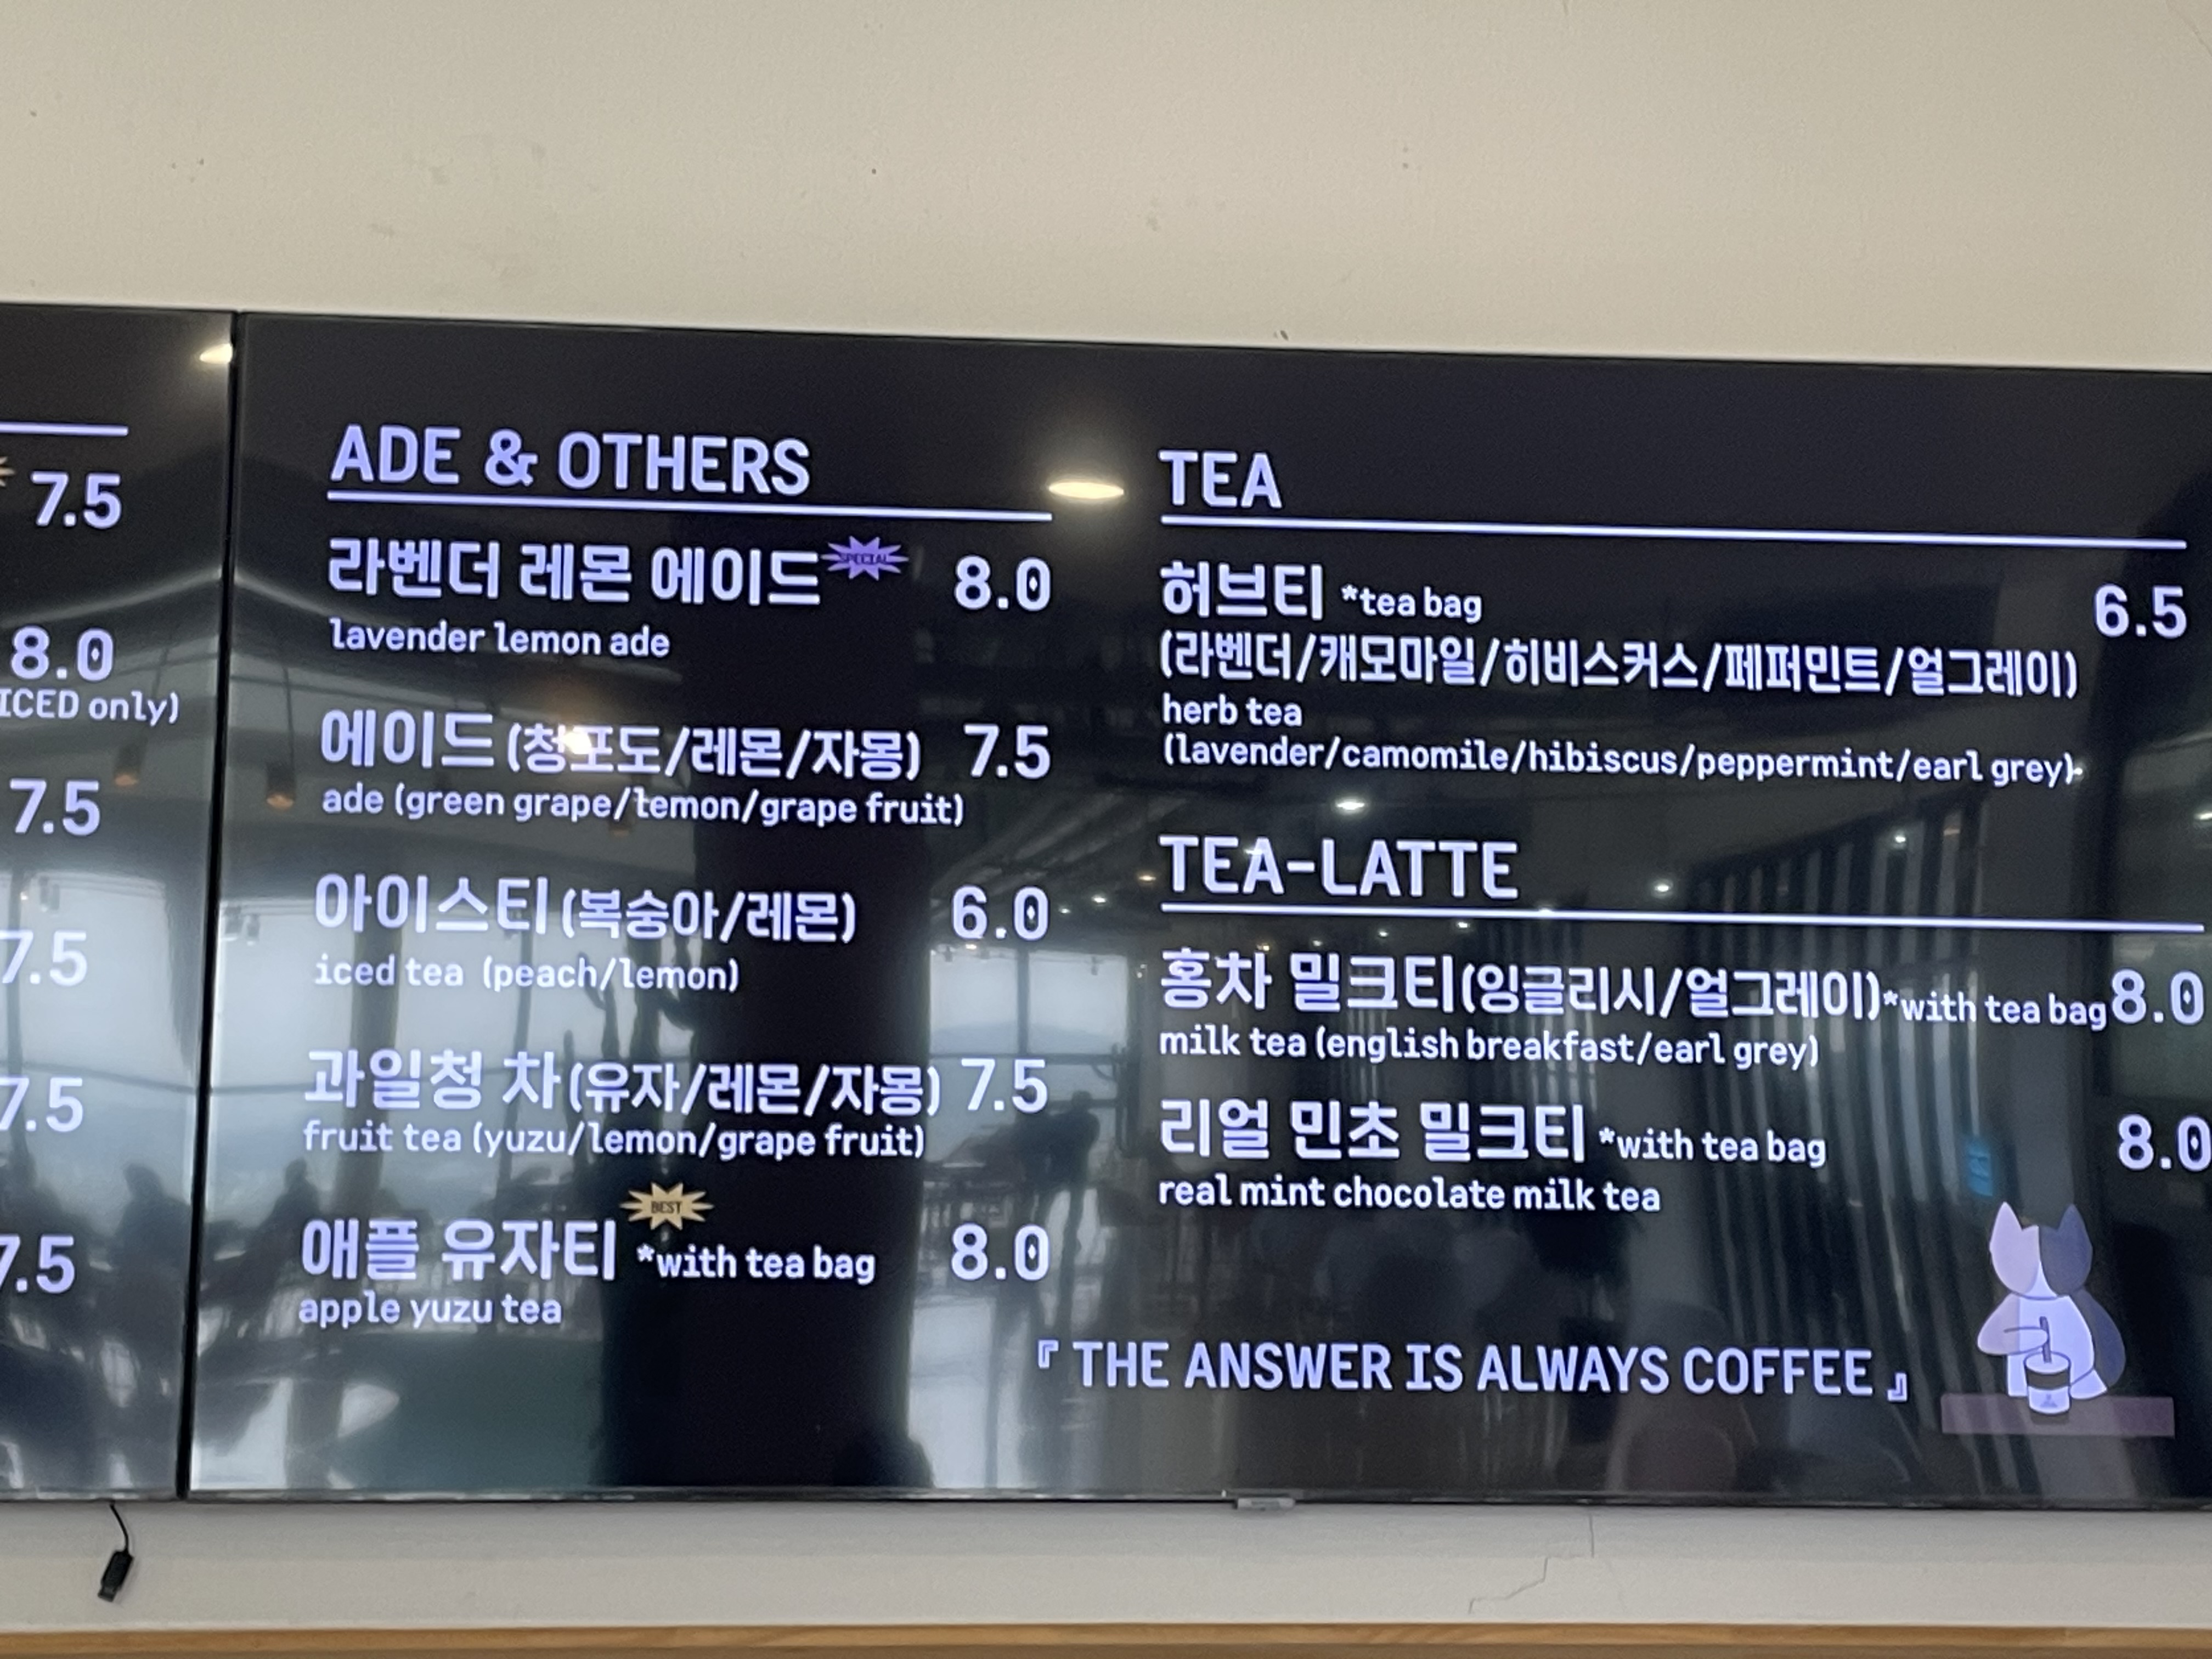 7.5
8.0
ICED only)
7.5
7.5
7.5
7.5
ADE & OTHERS
라벤더 레몬 에이드 SPECIAL 8.0
lavender lemon ade
에이드 (청포도/레몬/자몽) 7.5
ade (green grape/lemon/grape fruit)
아이스티 (복숭아/레몬) 6.0
iced tea (peach/lemon)
과일청 차 (유자/레몬/자몽) 7.5
fruit tea (yuzu/lemon/grape fruit)
BEST
애플 유자티 *with tea bag 8.0
apple yuzu tea
TEA
허브티 *tea bag 6.5
(라벤더/캐모마일/히비스커스/페퍼민트/얼그레이)
herb tea
(lavender/camomile/hibiscus/peppermint/earl grey)
TEA-LATTE
홍차 밀크티(잉글리시/얼그레이)*with tea bag 8.0
milk tea (english breakfast/earl grey)
리얼 민초 밀크티 *with tea bag 8.0
real mint chocolate milk tea
『 THE ANSWER IS ALWAYS COFFEE 』